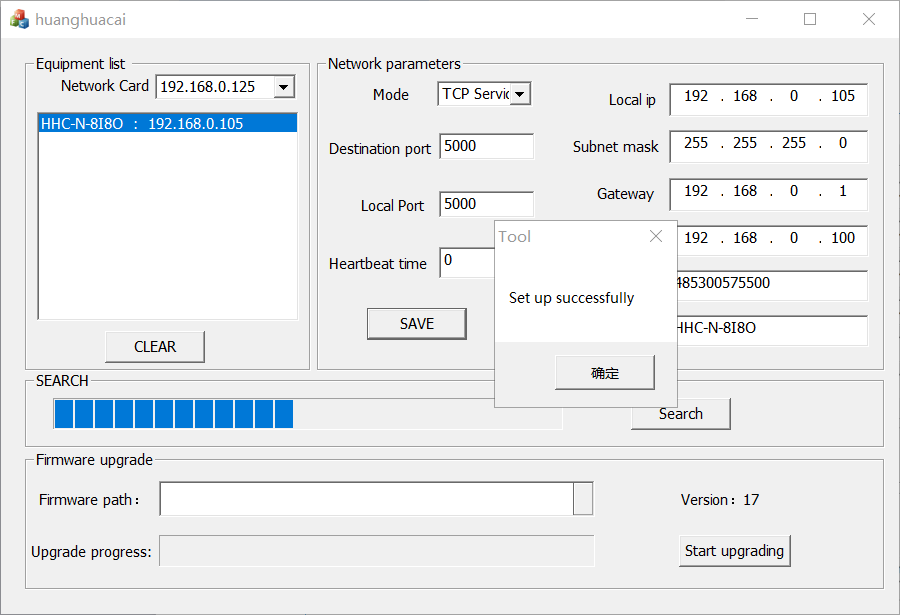 huanghuacai
Equipment list
Network Card 192.168.0.125
HHC-N-8I8O : 192.168.0.105
CLEAR
Network parameters
Mode TCP Servic
Destination port 5000
Local Port 5000
Heartbeat time 0
SAVE
Local ip 192 . 168 . 0 . 105
Subnet mask 255 . 255 . 255 . 0
Gateway 192 . 168 . 0 . 1
192 . 168 . 0 . 100
485300575500
HHC-N-8I8O
Tool
Set up successfully
确定
SEARCH
Search
Firmware upgrade
Firmware path：
Version：17
Upgrade progress:
Start upgrading